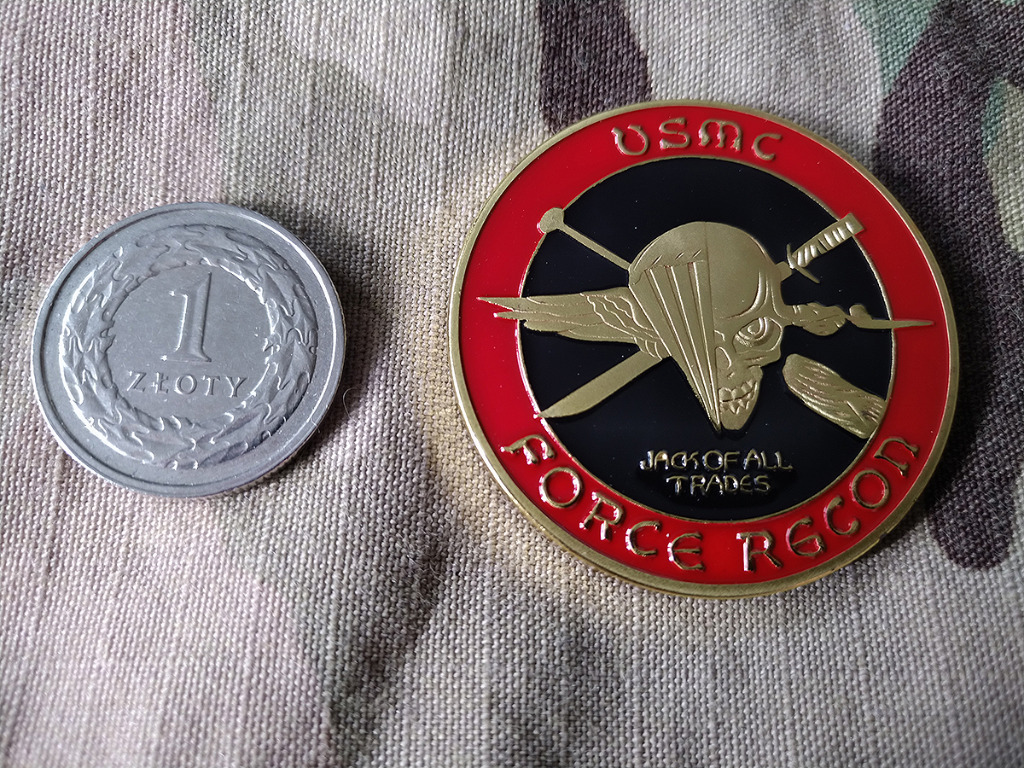 1
ZŁOTY
USMC
JACK OF ALL
TRADES
FORCE RECON